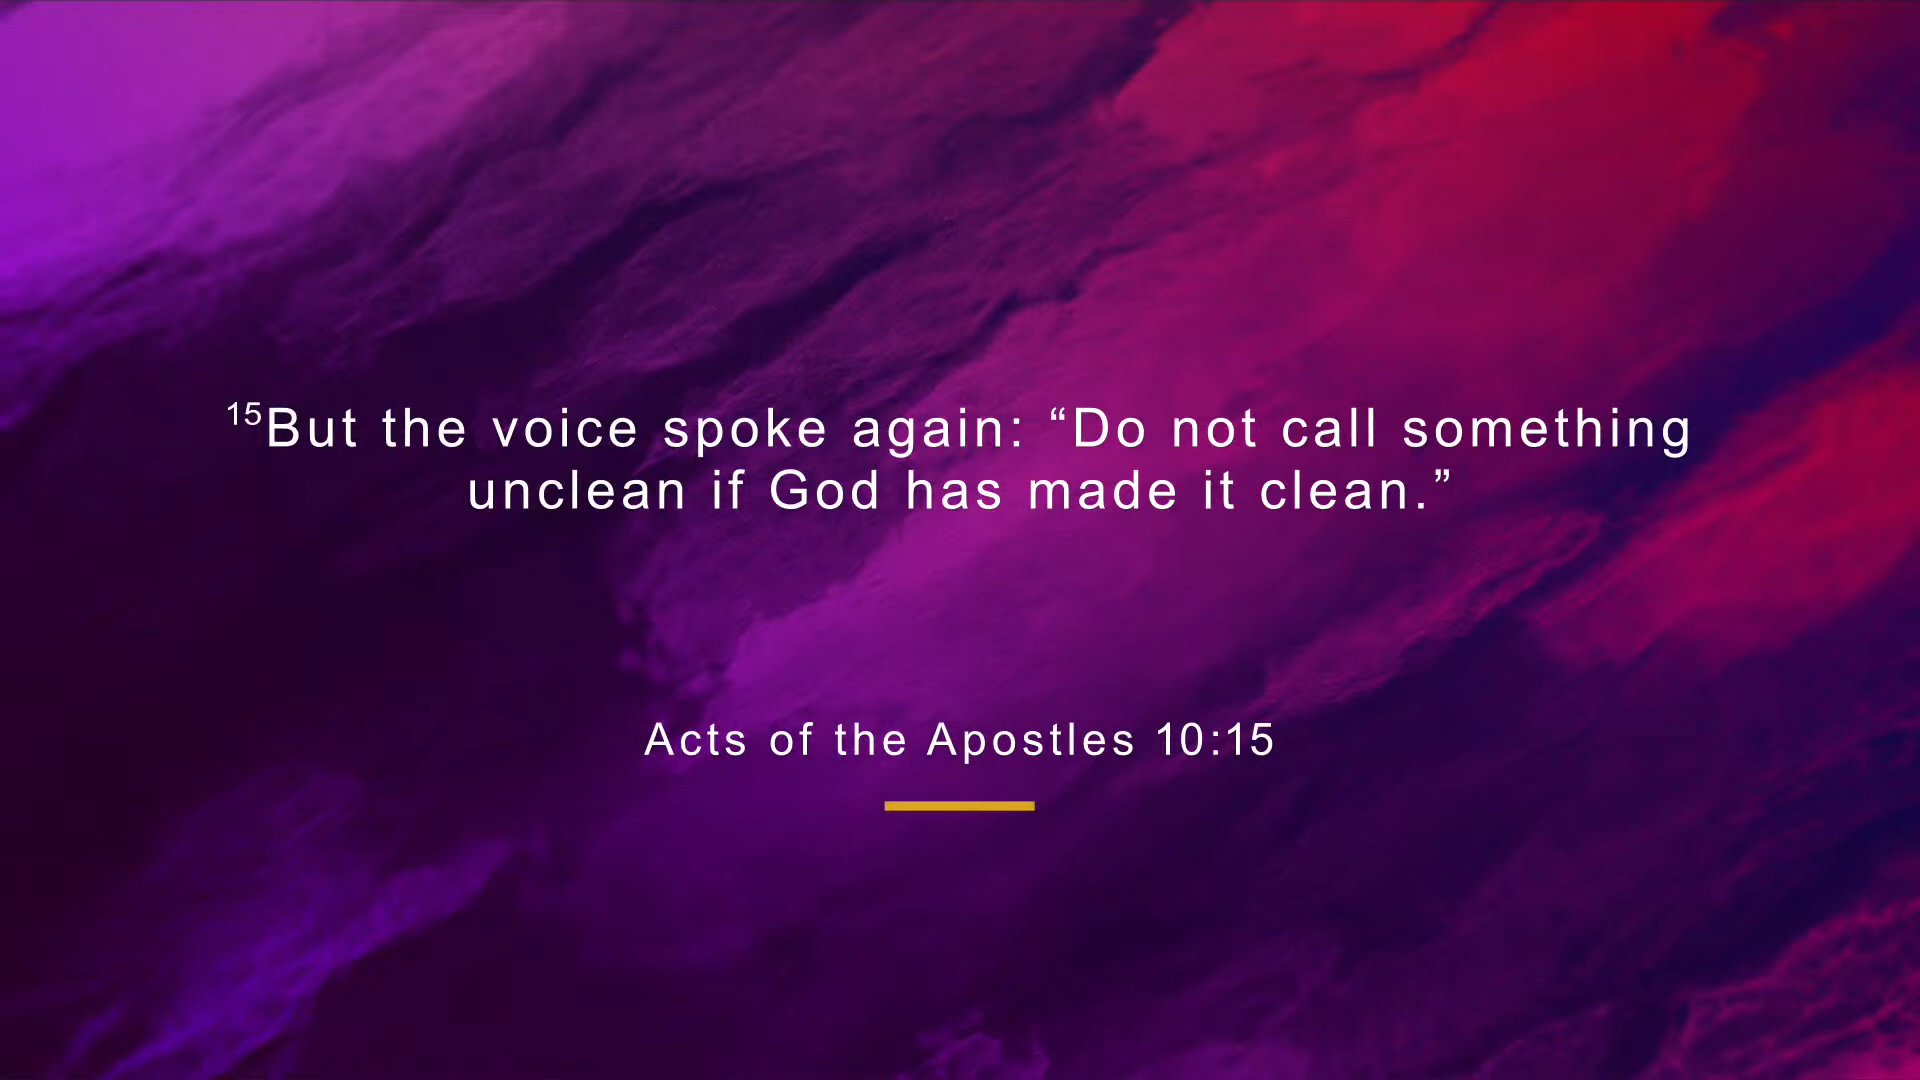 15But the voice spoke again: “Do not call something
unclean if God has made it clean.”
Acts of the Apostles 10:15